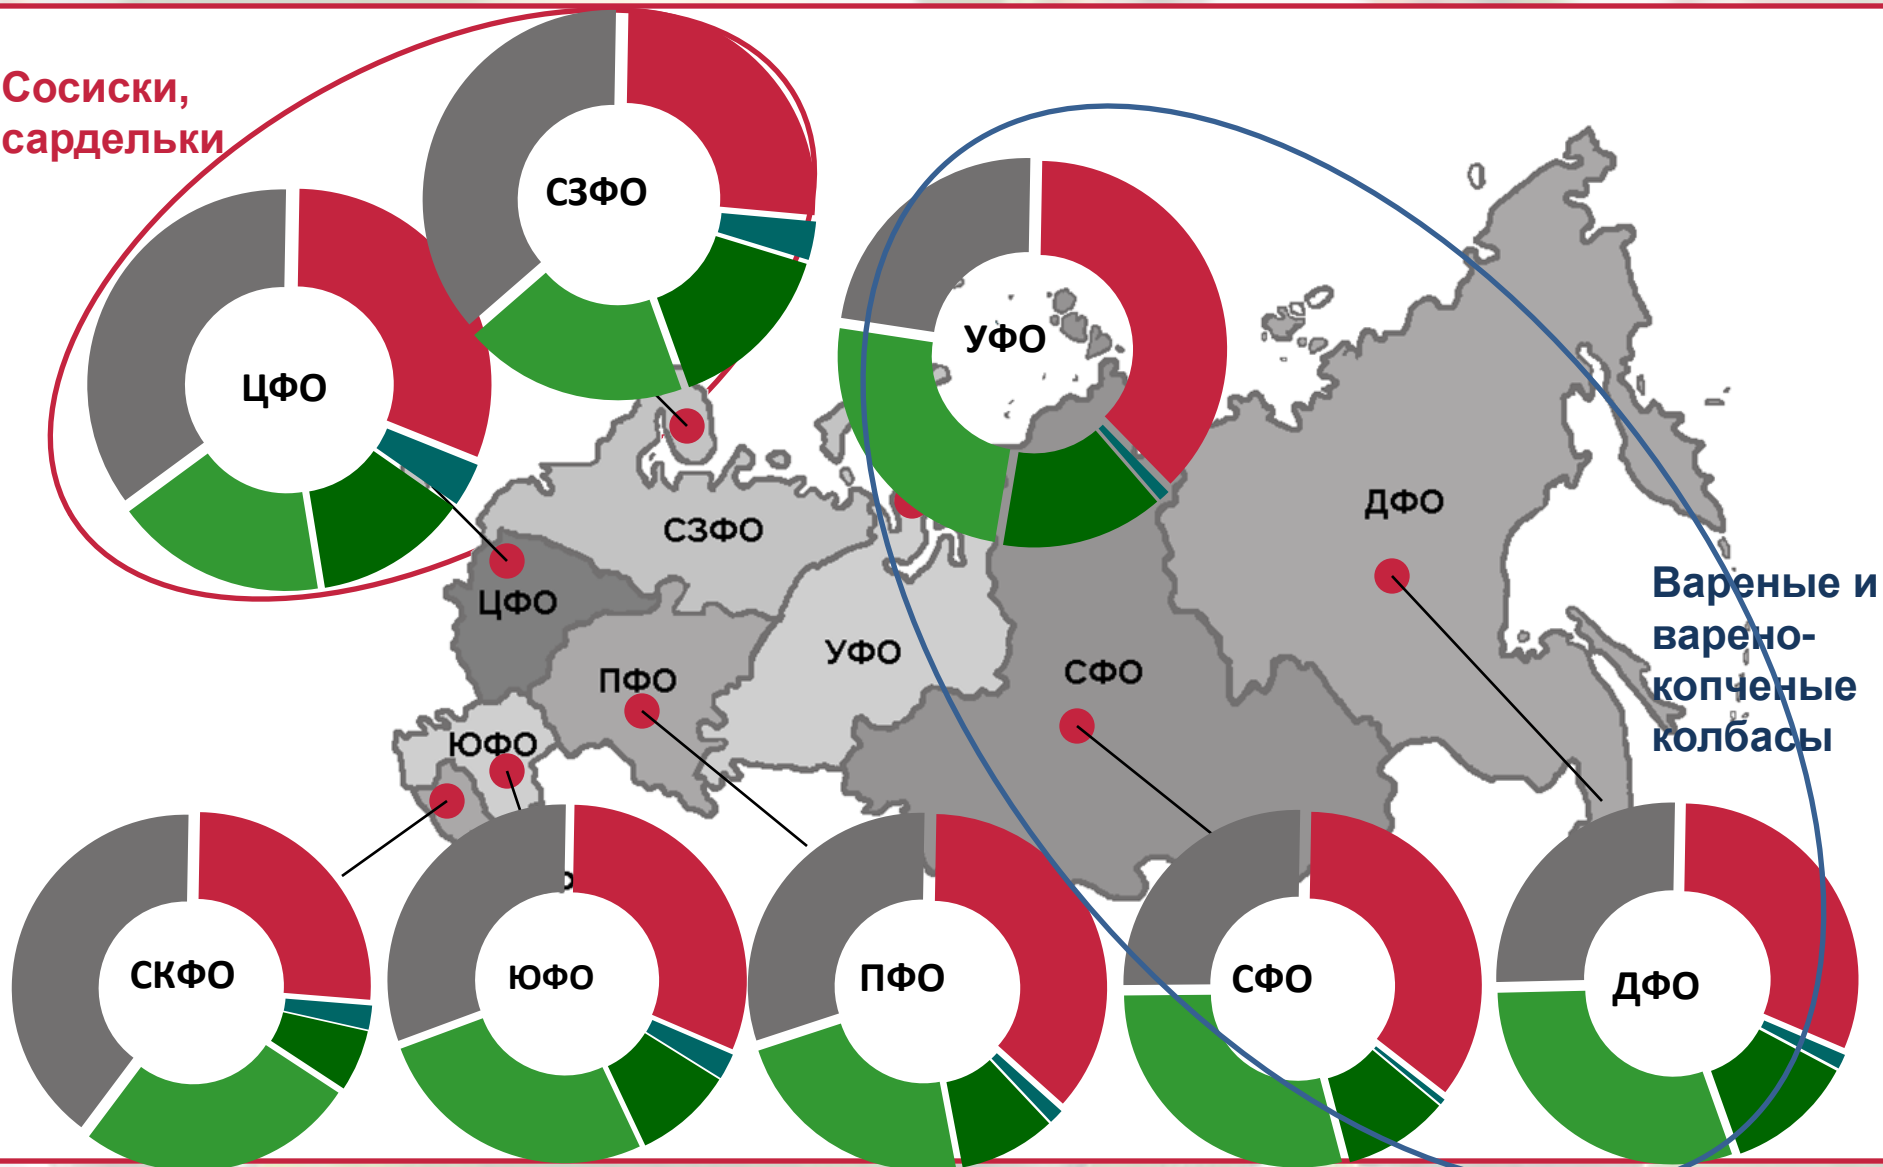 Сосиски,
сардельки
СЗФО
ЦФО
УФО
ДФО
СЗФО
ЦФО
УФО
ПФО
СФО
ЮФО
Вареные и
варено-
копченые
колбасы
СКФО
ЮФО
ПФО
СФО
ДФО